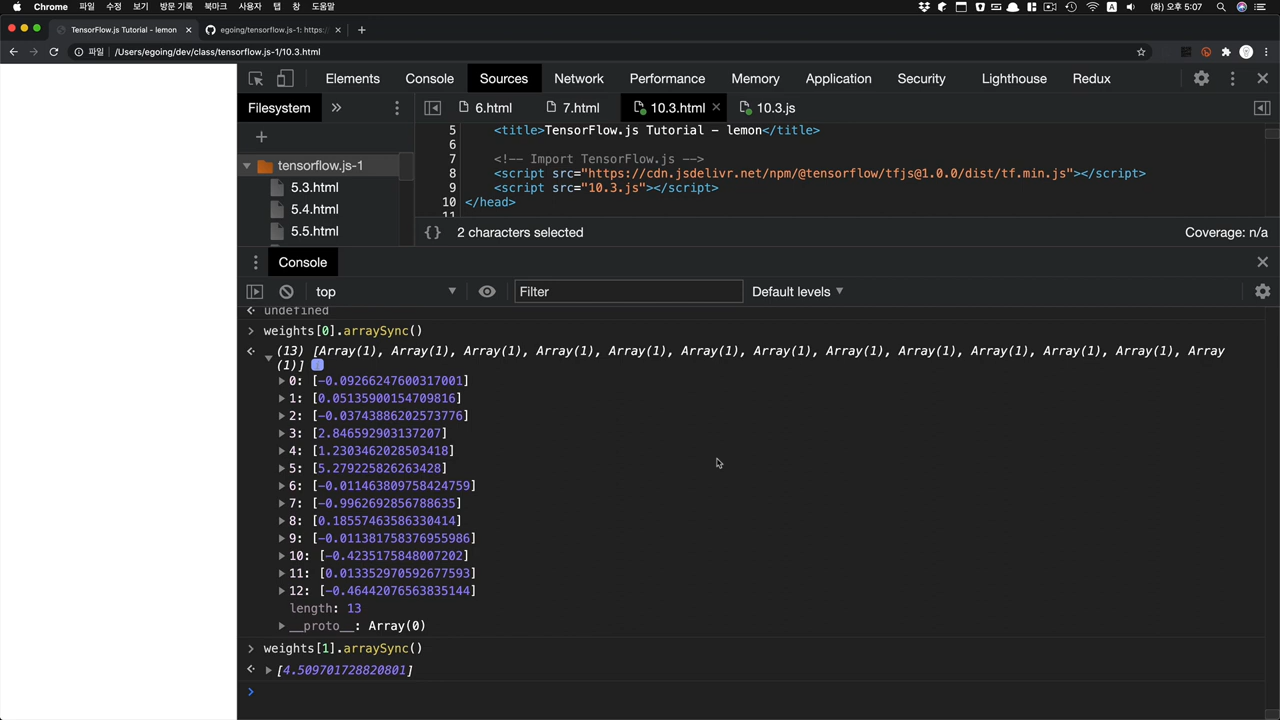 Chrome 파일 수정 보기 방문 기록 북마크 사용자 탭 창 도움말 A (화) 오후 5:07
TensorFlow.js Tutorial - lemon × egoing/tensorflow.js-1: https:/ × +
파일 /Users/egoing/dev/class/tensorflow.js-1/10.3.html
Elements Console Sources Network Performance Memory Application Security Lighthouse Redux
Filesystem » 6.html 7.html 10.3.html × 10.3.js
+
tensorflow.js-1
5.3.html
5.4.html
5.5.html
5 <title>TensorFlow.js Tutorial - lemon</title>
6
7 <!-- Import TensorFlow.js -->
8 <script src="https://cdn.jsdelivr.net/npm/@tensorflow/tfjs@1.0.0/dist/tf.min.js"></script>
9 <script src="10.3.js"></script>
10 </head>
11
{} 2 characters selected Coverage: n/a
Console
top Filter Default levels
undefined
weights[0].arraySync()
(13) [Array(1), Array(1), Array(1), Array(1), Array(1), Array(1), Array(1), Array(1), Array(1), Array(1), Array(1), Array(1), Array
(1)]
0: [-0.09266247600317001]
1: [0.05135900154709816]
2: [-0.03743886202573776]
3: [2.846592903137207]
4: [1.2303462028503418]
5: [5.279225826263428]
6: [-0.011463809758424759]
7: [-0.9962692856788635]
8: [0.18557463586330414]
9: [-0.011381758376955986]
10: [-0.4235175848007202]
11: [0.013352970592677593]
12: [-0.46442076563835144]
length: 13
__proto__: Array(0)
weights[1].arraySync()
[4.509701728820801]